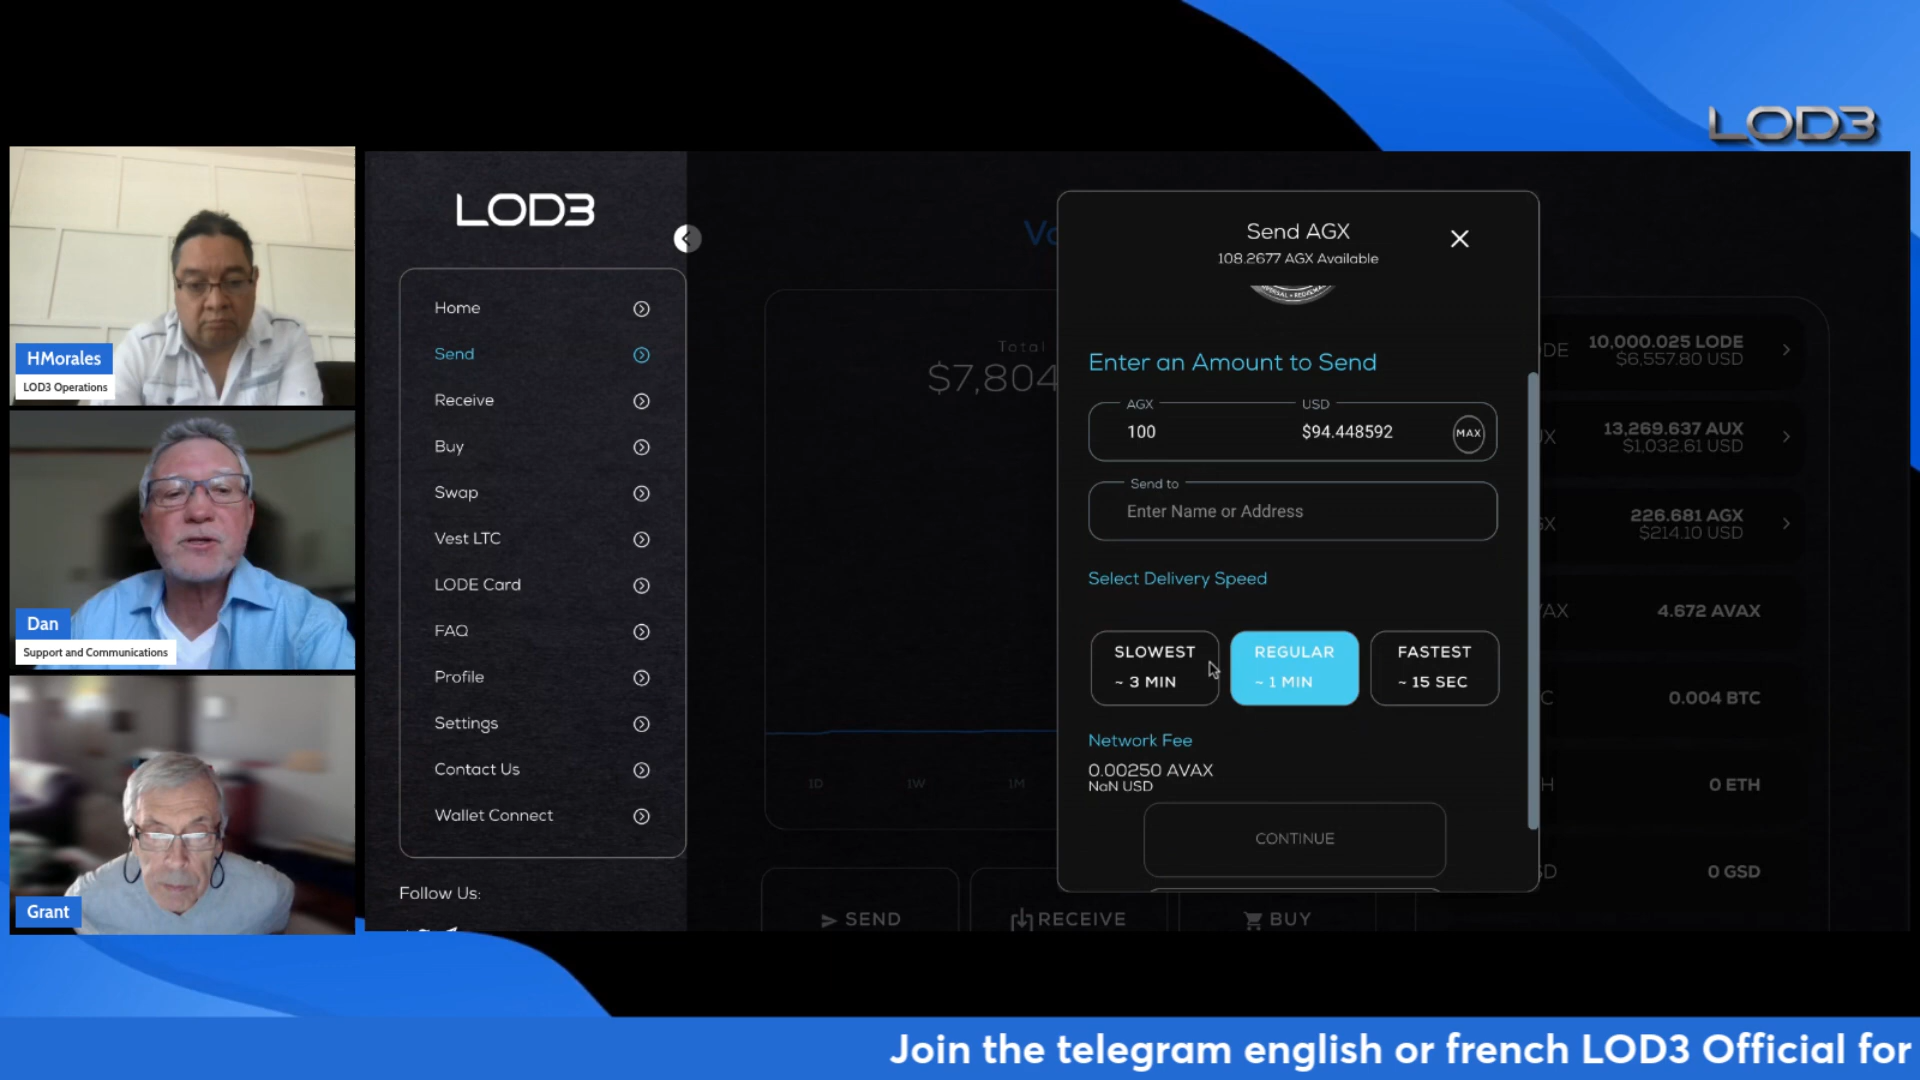 LOD3
HMorales
LOD3 Operations
Dan
Support and Communications
Grant
LOD3
Home
Send
Receive
Buy
Swap
Vest LTC
LODE Card
FAQ
Profile
Settings
Contact Us
Wallet Connect
Follow Us:
Total
$7,804
1D 1W 1M
SEND
RECEIVE
BUY
Send AGX
108.2677 AGX Available
Enter an Amount to Send
AGX USD
100 $94.448592 MAX
Send to
Enter Name or Address
Select Delivery Speed
SLOWEST
~ 3 MIN
REGULAR
~ 1 MIN
FASTEST
~ 15 SEC
Network Fee
0.00250 AVAX
NaN USD
CONTINUE
10,000.025 LODE
$6,557.80 USD
13,269.637 AUX
$1,032.61 USD
226.681 AGX
$214.10 USD
4.672 AVAX
0.004 BTC
0 ETH
0 GSD
Join the telegram english or french LOD3 Official for